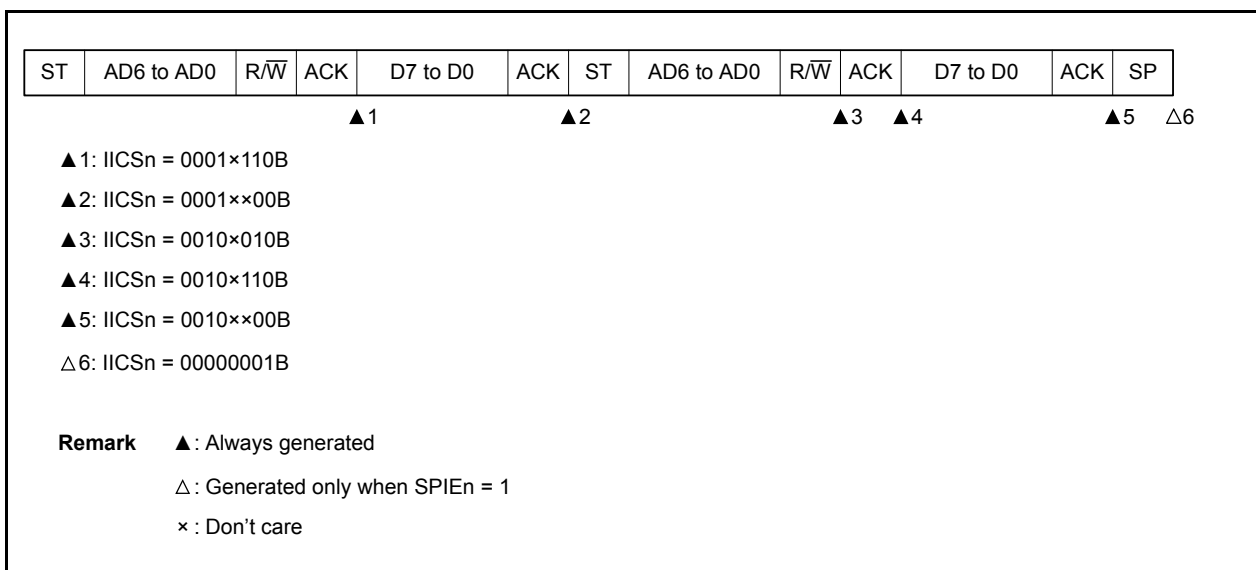 ST AD6 to AD0 R/W̅ ACK D7 to D0 ACK ST AD6 to AD0 R/W̅ ACK D7 to D0 ACK SP
▲1 ▲2 ▲3 ▲4 ▲5 △6
▲1: IICSn = 0001×110B
▲2: IICSn = 0001××00B
▲3: IICSn = 0010×010B
▲4: IICSn = 0010×110B
▲5: IICSn = 0010××00B
△6: IICSn = 00000001B
Remark ▲: Always generated
△: Generated only when SPIEn = 1
× : Don't care